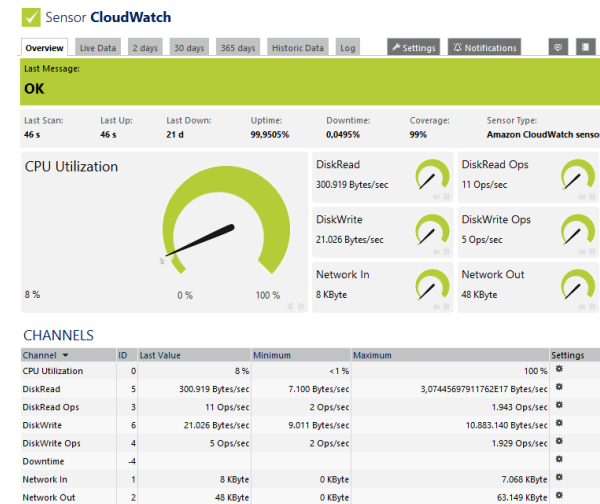 Sensor CloudWatch
Overview Live Data 2 days 30 days 365 days Historic Data Log Settings Notifications
Last Message:
OK
Last Scan: Last Up: Last Down: Uptime: Downtime: Coverage: Sensor Type:
46 s 46 s 21 d 99,9505% 0,0495% 99% Amazon CloudWatch senso
CPU Utilization
8 %
0 % 100 %
DiskRead
300.919 Bytes/sec
DiskRead Ops
11 Ops/sec
DiskWrite
21.026 Bytes/sec
DiskWrite Ops
5 Ops/sec
Network In
8 KByte
Network Out
48 KByte
CHANNELS
Channel ID Last Value Minimum Maximum Settings
CPU Utilization 0 8 % <1 % 100 %
DiskRead 5 300.919 Bytes/sec 7.100 Bytes/sec 3,07445697911762E17 Bytes/sec
DiskRead Ops 3 11 Ops/sec 2 Ops/sec 1.943 Ops/sec
DiskWrite 6 21.026 Bytes/sec 9.011 Bytes/sec 10.883.140 Bytes/sec
DiskWrite Ops 4 5 Ops/sec 2 Ops/sec 1.929 Ops/sec
Downtime -4
Network In 1 8 KByte 0 KByte 7.068 KByte
Network Out 2 48 KByte 0 KByte 63.149 KByte